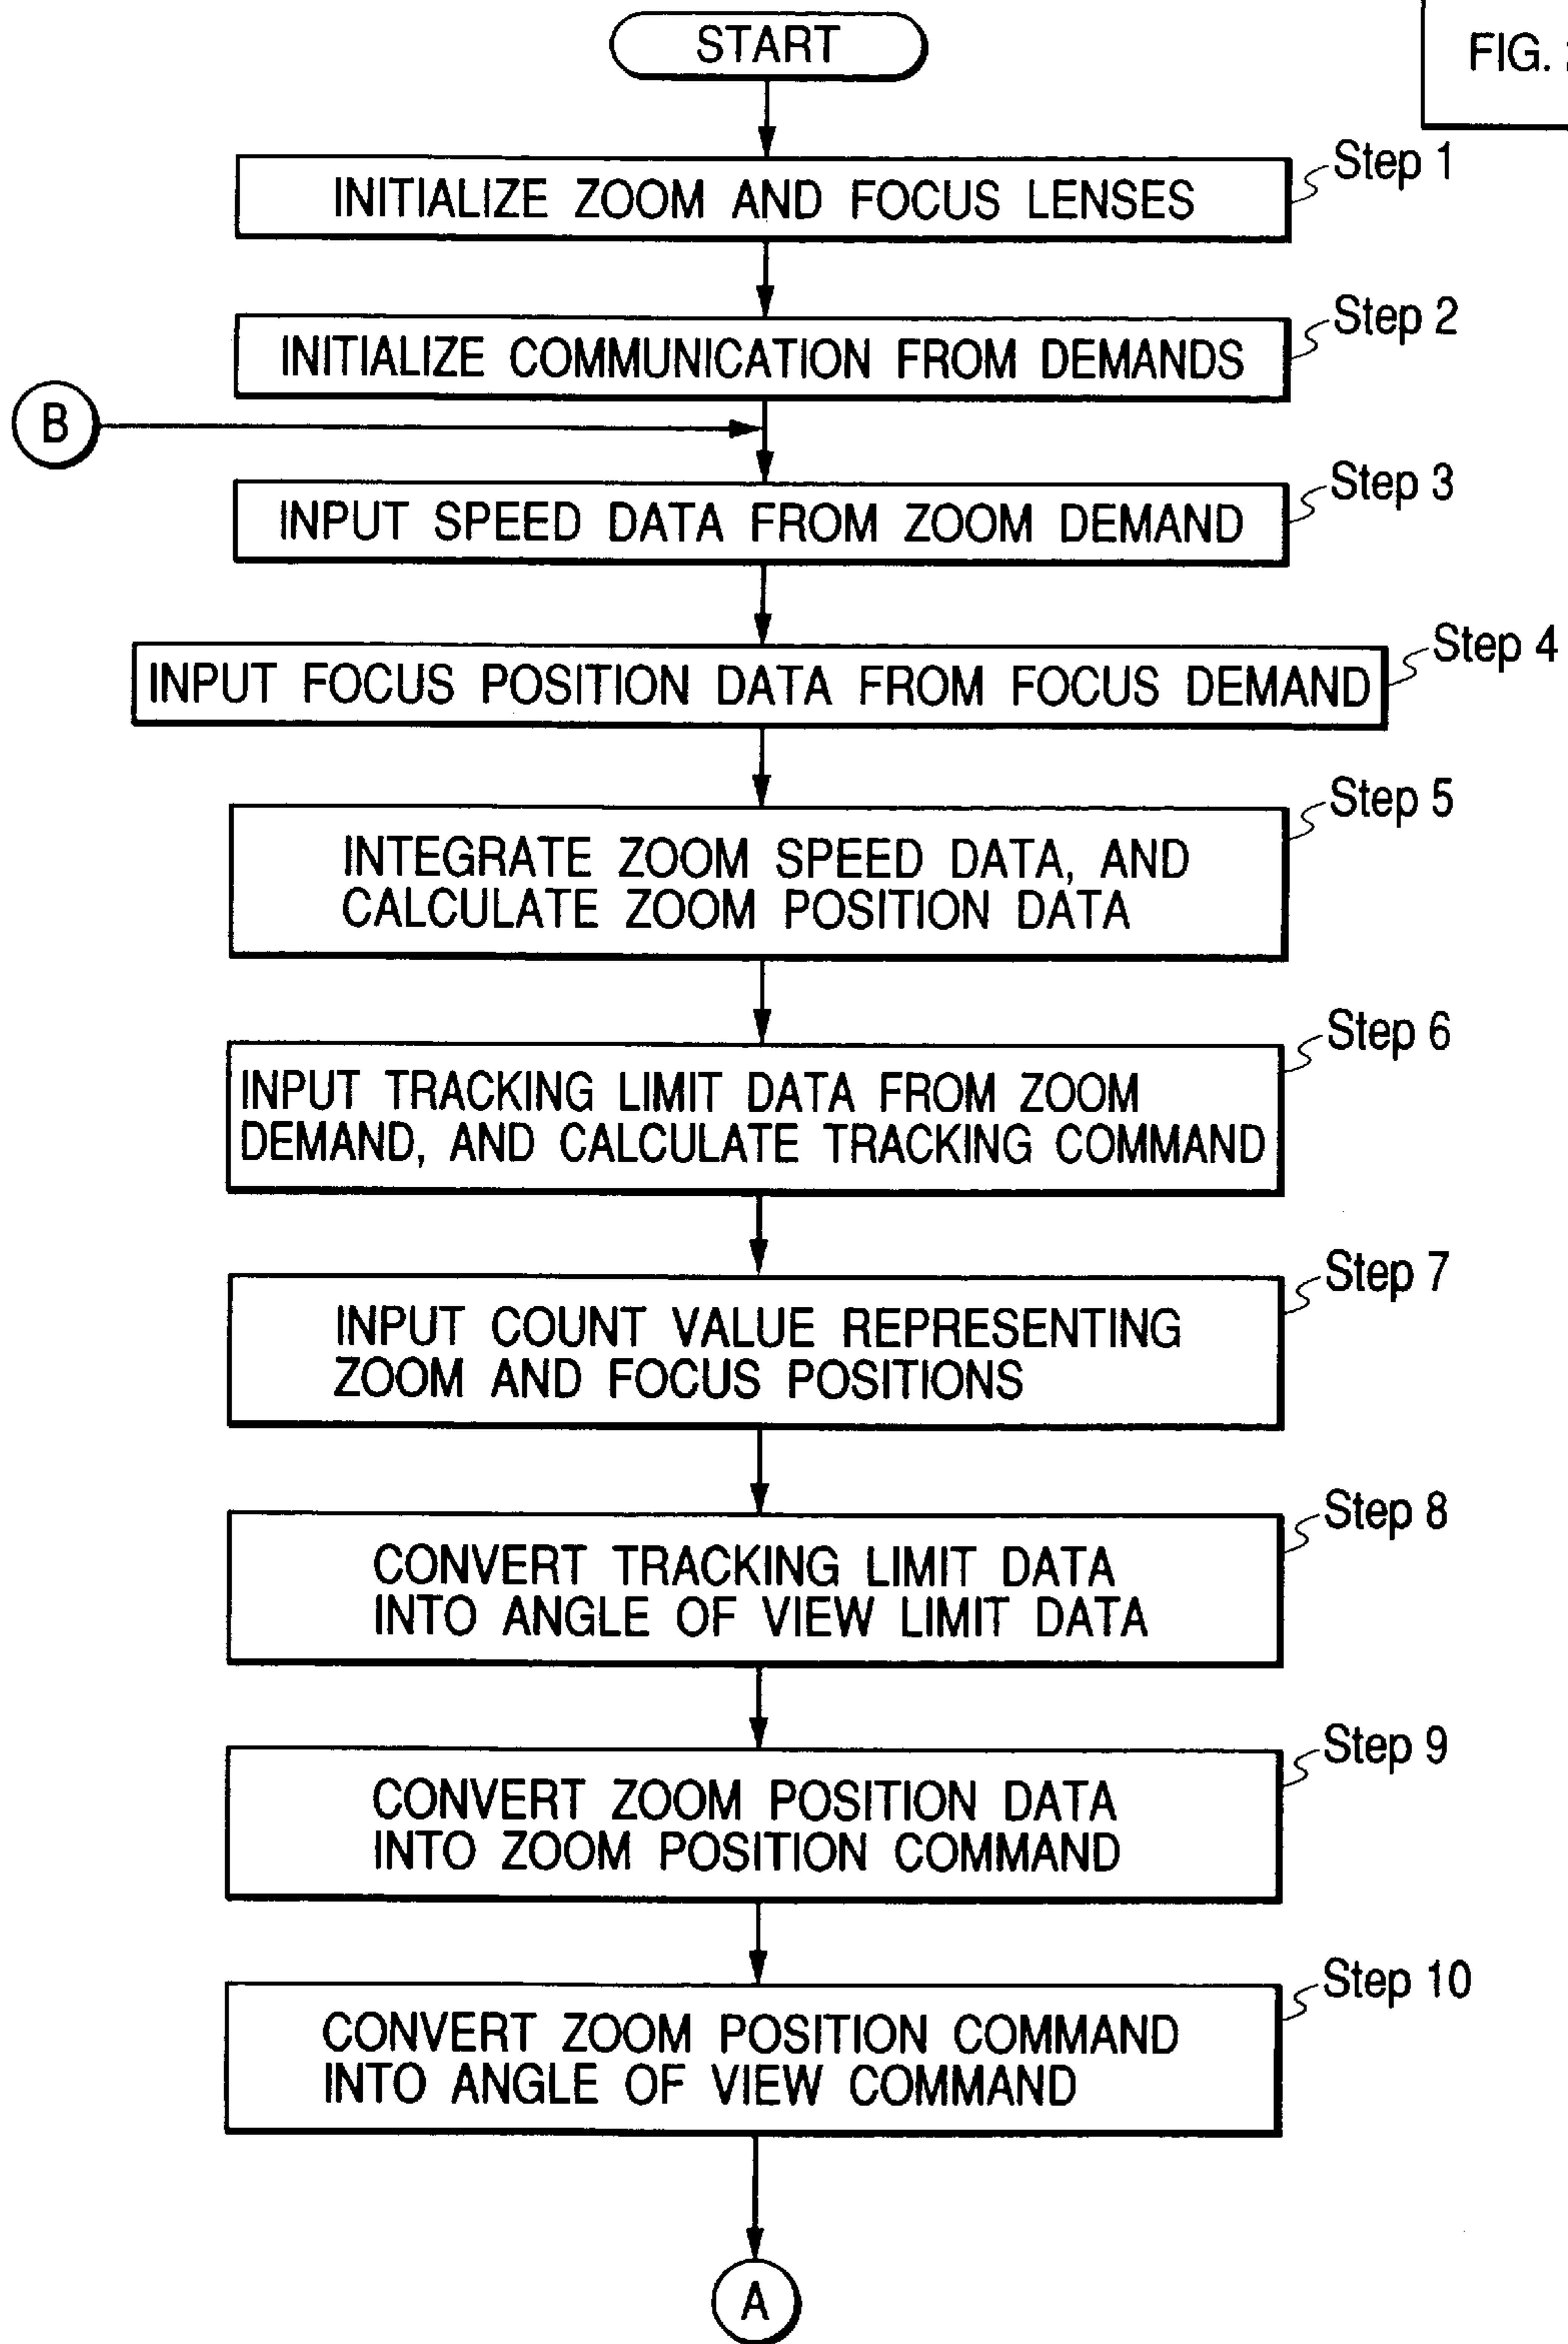 START
FIG.
INITIALIZE ZOOM AND FOCUS LENSES
Step 1
INITIALIZE COMMUNICATION FROM DEMANDS
Step 2
B
INPUT SPEED DATA FROM ZOOM DEMAND
Step 3
INPUT FOCUS POSITION DATA FROM FOCUS DEMAND
Step 4
INTEGRATE ZOOM SPEED DATA, AND
CALCULATE ZOOM POSITION DATA
Step 5
INPUT TRACKING LIMIT DATA FROM ZOOM
DEMAND, AND CALCULATE TRACKING COMMAND
Step 6
INPUT COUNT VALUE REPRESENTING
ZOOM AND FOCUS POSITIONS
Step 7
CONVERT TRACKING LIMIT DATA
INTO ANGLE OF VIEW LIMIT DATA
Step 8
CONVERT ZOOM POSITION DATA
INTO ZOOM POSITION COMMAND
Step 9
CONVERT ZOOM POSITION COMMAND
INTO ANGLE OF VIEW COMMAND
Step 10
A